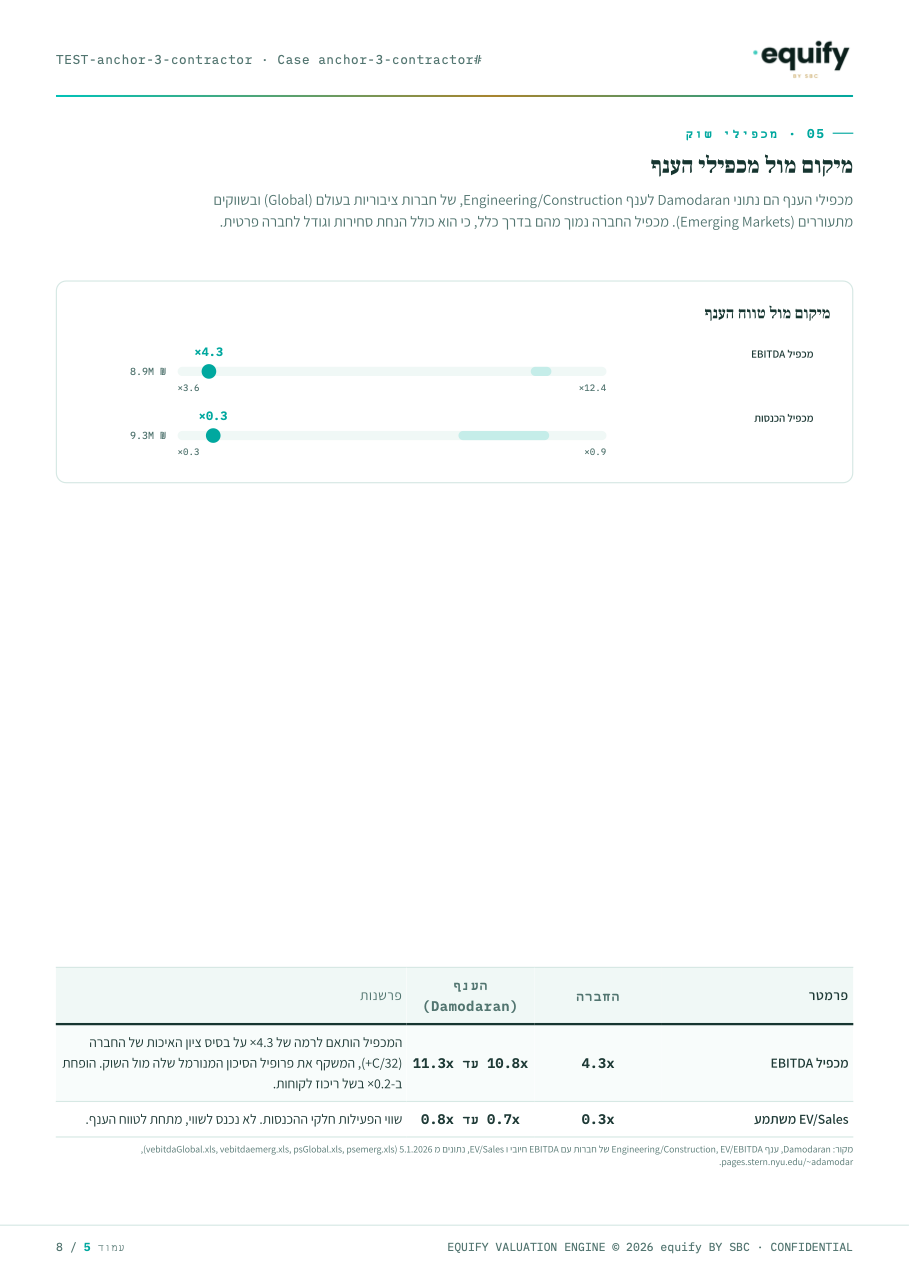 TEST-anchor-3-contractor · Case anchor-3-contractor#
equify
BY SBC
05 · מכפילי שוק
מיקום מול מכפילי הענף
מכפילי הענף הם נתוני Damodaran לענף Engineering/Construction, של חברות ציבוריות בעולם (Global) ובשווקים
מתעוררים (Emerging Markets). מכפיל החברה נמוך מהם בדרך כלל, כי הוא כולל הנחת סחירות וגודל לחברה פרטית.
מיקום מול טווח הענף
מכפיל EBITDA
×4.3
8.9M ₪
×3.6
×12.4
מכפיל הכנסות
×0.3
9.3M ₪
×0.3
×0.9
פרמטר
החברה
הענף
(Damodaran)
פרשנות
מכפיל EBITDA
4.3x
10.8x עד 11.3x
המכפיל הותאם לרמה של 4.3× על בסיס ציון האיכות של החברה
(C/32+), המשקף את פרופיל הסיכון המנורמל שלה מול השוק. הופחת
ב-0.2× בשל ריכוז לקוחות.
EV/Sales משתמע
0.3x
0.7x עד 0.8x
שווי הפעילות חלקי ההכנסות. לא נכנס לשווי, מתחת לטווח הענף.
מקור: Damodaran, ענף Engineering/Construction, EV/EBITDA של חברות עם EBITDA חיובי ו EV/Sales, נתונים מ 5.1.2026 (vebitdaGlobal.xls, vebitdaemerg.xls, psGlobal.xls, psemerg.xls),
pages.stern.nyu.edu/~adamodar.
EQUIFY VALUATION ENGINE © 2026 equify BY SBC · CONFIDENTIAL
עמוד 5 / 8